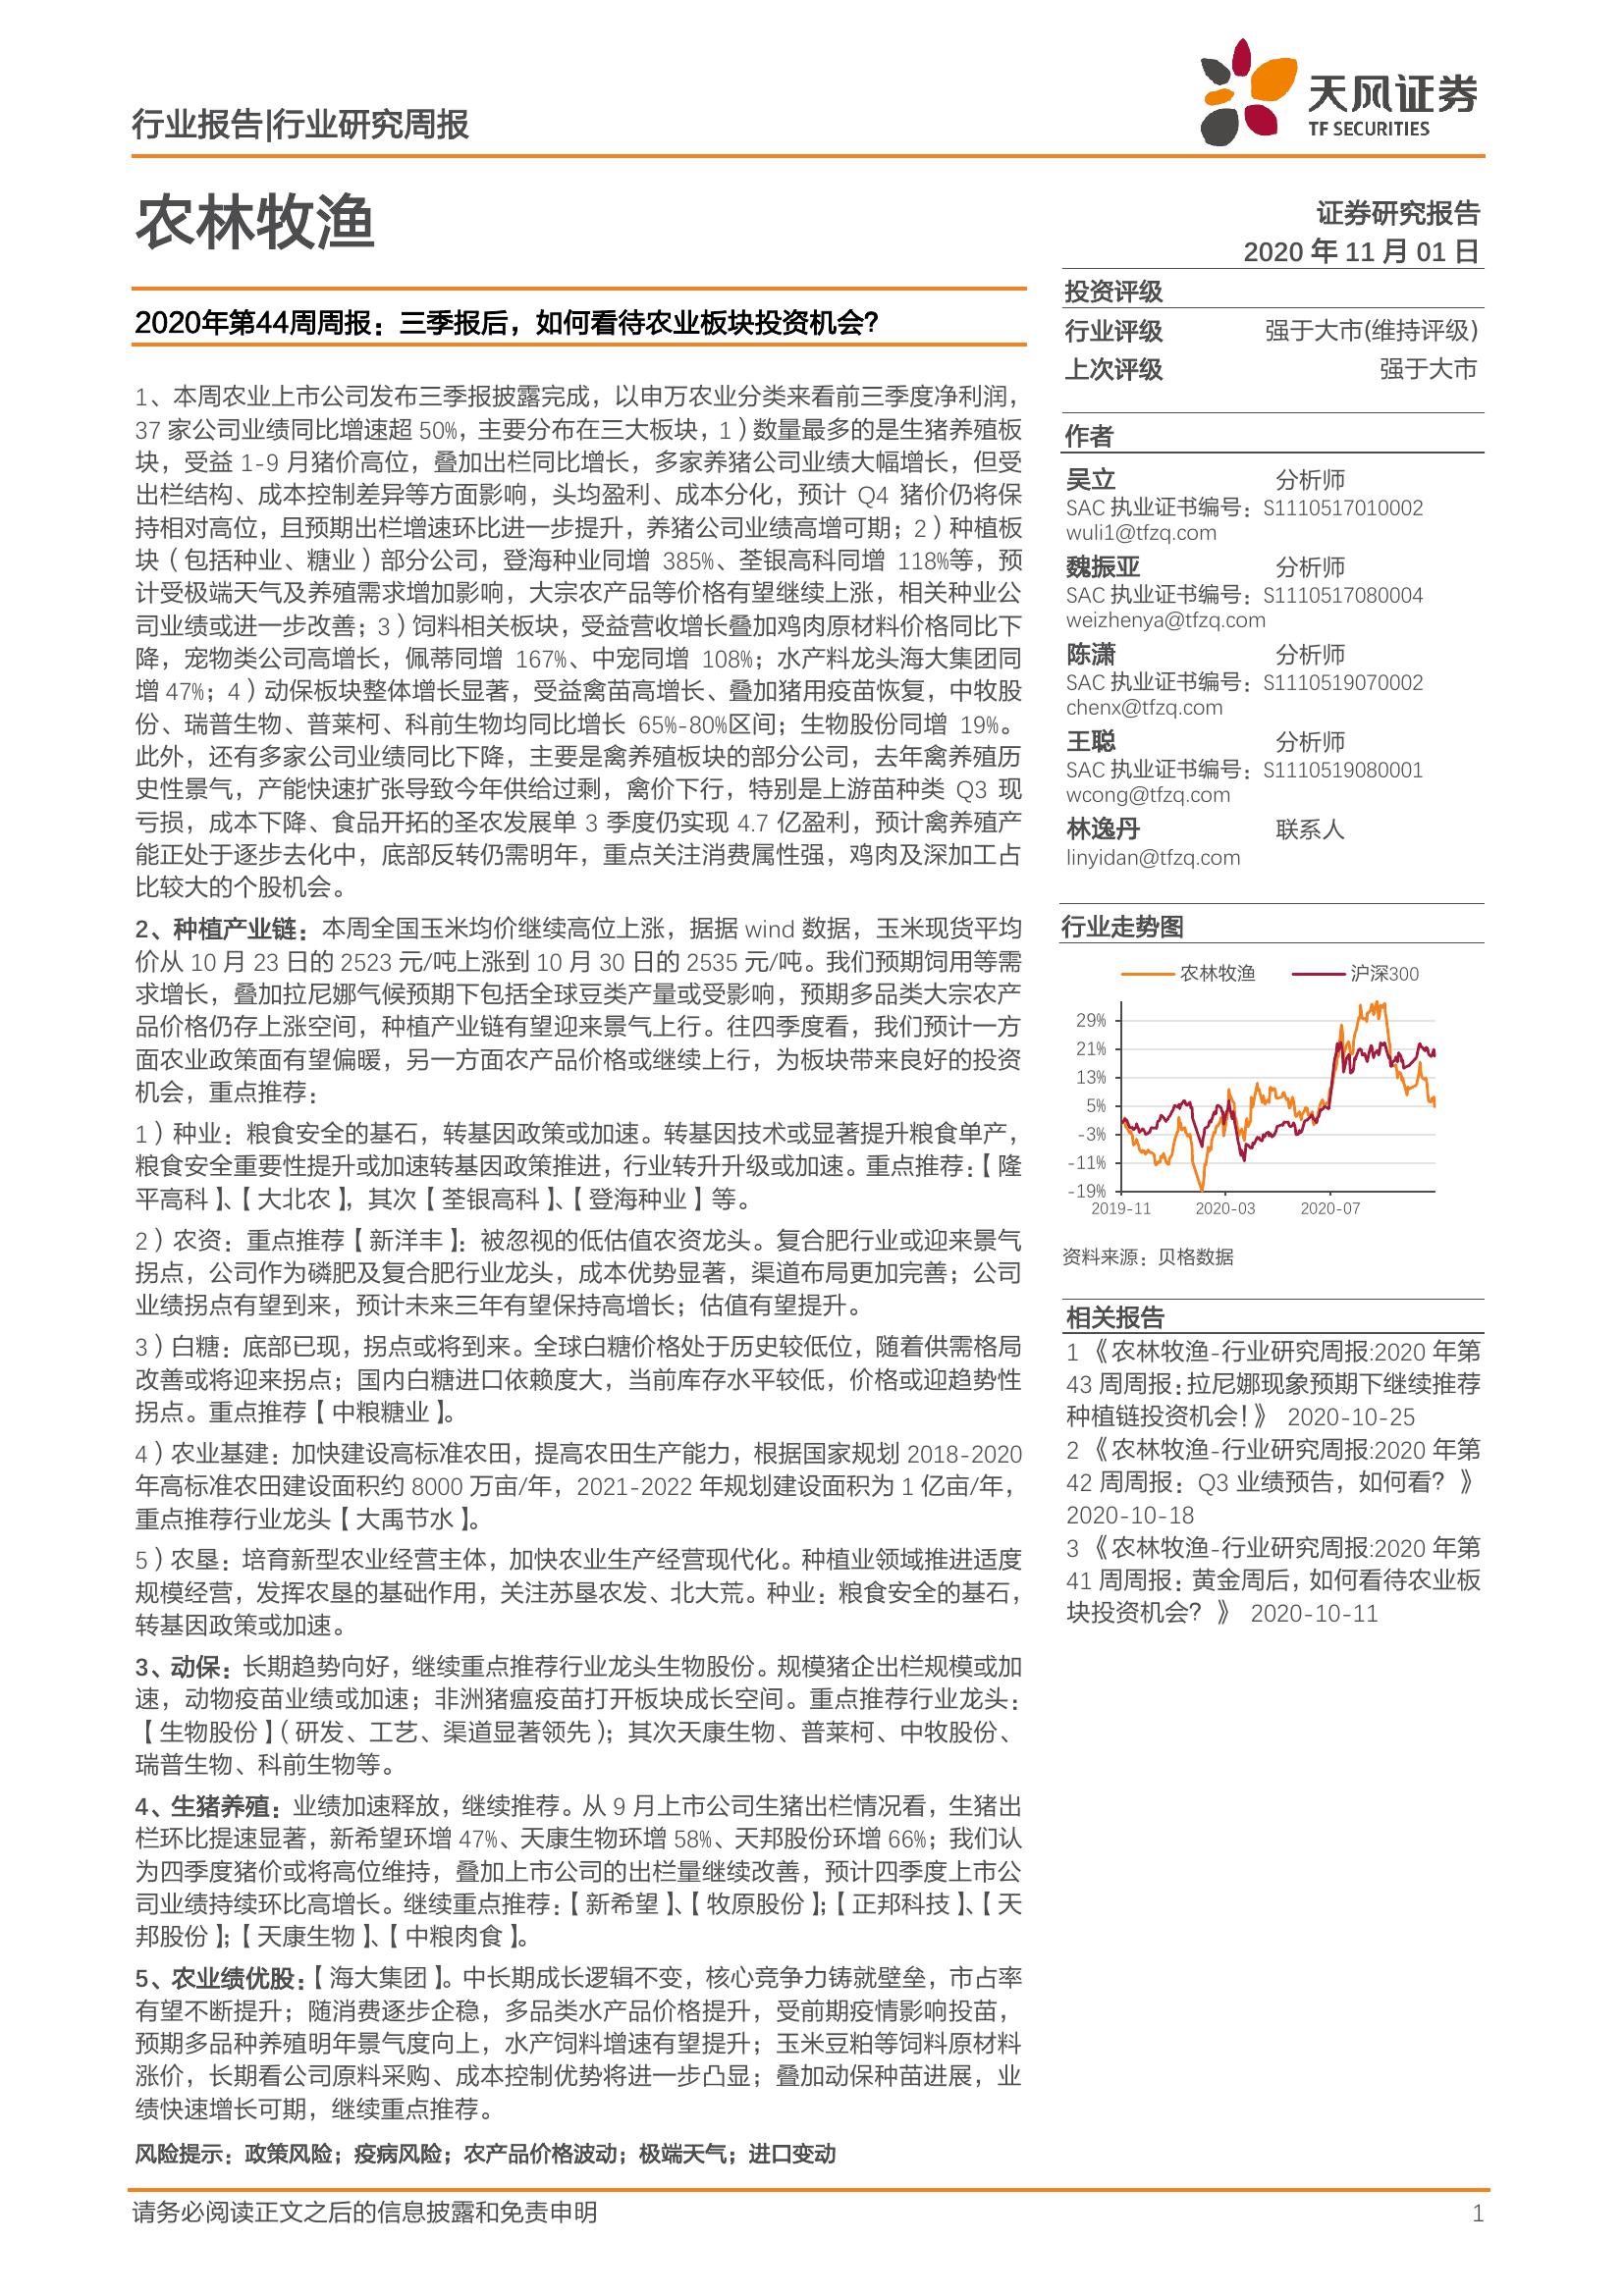 天风证券
TF SECURITIES
行业报告|行业研究周报
农林牧渔
证券研究报告
2020 年 11 月 01 日
2020年第44周周报：三季报后，如何看待农业板块投资机会？
1、本周农业上市公司发布三季报披露完成，以申万农业分类来看前三季度净利润，
37 家公司业绩同比增速超 50%，主要分布在三大板块，1）数量最多的是生猪养殖板
块，受益 1-9 月猪价高位，叠加出栏同比增长，多家养猪公司业绩大幅增长，但受
出栏结构、成本控制差异等方面影响，头均盈利、成本分化，预计 Q4 猪价仍将保
持相对高位，且预期出栏增速环比进一步提升，养猪公司业绩高增可期；2）种植板
块（包括种业、糖业）部分公司，登海种业同增 385%、荃银高科同增 118%等，预
计受极端天气及养殖需求增加影响，大宗农产品等价格有望继续上涨，相关种业公
司业绩或进一步改善；3）饲料相关板块，受益营收增长叠加鸡肉原材料价格同比下
降，宠物类公司高增长，佩蒂同增 167%、中宠同增 108%；水产料龙头海大集团同
增 47%；4）动保板块整体增长显著，受益禽苗高增长、叠加猪用疫苗恢复，中牧股
份、瑞普生物、普莱柯、科前生物均同比增长 65%-80%区间；生物股份同增 19%。
此外，还有多家公司业绩同比下降，主要是禽养殖板块的部分公司，去年禽养殖历
史性景气，产能快速扩张导致今年供给过剩，禽价下行，特别是上游苗种类 Q3 现
亏损，成本下降、食品开拓的圣农发展单 3 季度仍实现 4.7 亿盈利，预计禽养殖产
能正处于逐步去化中，底部反转仍需明年，重点关注消费属性强，鸡肉及深加工占
比较大的个股机会。
2、种植产业链：本周全国玉米均价继续高位上涨，据据 wind 数据，玉米现货平均
价从 10 月 23 日的 2523 元/吨上涨到 10 月 30 日的 2535 元/吨。我们预期饲用等需
求增长，叠加拉尼娜气候预期下包括全球豆类产量或受影响，预期多品类大宗农产
品价格仍存上涨空间，种植产业链有望迎来景气上行。往四季度看，我们预计一方
面农业政策面有望偏暖，另一方面农产品价格或继续上行，为板块带来良好的投资
机会，重点推荐：
1）种业：粮食安全的基石，转基因政策或加速。转基因技术或显著提升粮食单产，
粮食安全重要性提升或加速转基因政策推进，行业转升升级或加速。重点推荐：【隆
平高科】、【大北农】，其次【荃银高科】、【登海种业】等。
2）农资：重点推荐【新洋丰】：被忽视的低估值农资龙头。复合肥行业或迎来景气
拐点，公司作为磷肥及复合肥行业龙头，成本优势显著，渠道布局更加完善；公司
业绩拐点有望到来，预计未来三年有望保持高增长；估值有望提升。
3）白糖：底部已现，拐点或将到来。全球白糖价格处于历史较低位，随着供需格局
改善或将迎来拐点；国内白糖进口依赖度大，当前库存水平较低，价格或迎趋势性
拐点。重点推荐【中粮糖业】。
4）农业基建：加快建设高标准农田，提高农田生产能力，根据国家规划 2018-2020
年高标准农田建设面积约 8000 万亩/年，2021-2022 年规划建设面积为 1 亿亩/年，
重点推荐行业龙头【大禹节水】。
5）农垦：培育新型农业经营主体，加快农业生产经营现代化。种植业领域推进适度
规模经营，发挥农垦的基础作用，关注苏垦农发、北大荒。种业：粮食安全的基石，
转基因政策或加速。
3、动保：长期趋势向好，继续重点推荐行业龙头生物股份。规模猪企出栏规模或加
速，动物疫苗业绩或加速；非洲猪瘟疫苗打开板块成长空间。重点推荐行业龙头：
【生物股份】（研发、工艺、渠道显著领先）；其次天康生物、普莱柯、中牧股份、
瑞普生物、科前生物等。
4、生猪养殖：业绩加速释放，继续推荐。从 9 月上市公司生猪出栏情况看，生猪出
栏环比提速显著，新希望环增 47%、天康生物环增 58%、天邦股份环增 66%；我们认
为四季度猪价或将高位维持，叠加上市公司的出栏量继续改善，预计四季度上市公
司业绩持续环比高增长。继续重点推荐：【新希望】、【牧原股份】；【正邦科技】、【天
邦股份】；【天康生物】、【中粮肉食】。
5、农业绩优股：【海大集团】。中长期成长逻辑不变，核心竞争力铸就壁垒，市占率
有望不断提升；随消费逐步企稳，多品类水产品价格提升，受前期疫情影响投苗，
预期多品种养殖明年景气度向上，水产饲料增速有望提升；玉米豆粕等饲料原材料
涨价，长期看公司原料采购、成本控制优势将进一步凸显；叠加动保种苗进展，业
绩快速增长可期，继续重点推荐。
风险提示：政策风险；疫病风险；农产品价格波动；极端天气；进口变动
投资评级
行业评级 强于大市(维持评级)
上次评级 强于大市
作者
吴立 分析师
SAC 执业证书编号：S1110517010002
wuli1@tfzq.com
魏振亚 分析师
SAC 执业证书编号：S1110517080004
weizhenya@tfzq.com
陈潇 分析师
SAC 执业证书编号：S1110519070002
chenx@tfzq.com
王聪 分析师
SAC 执业证书编号：S1110519080001
wcong@tfzq.com
林逸丹 联系人
linyidan@tfzq.com
行业走势图
农林牧渔 沪深300
29%
21%
13%
5%
-3%
-11%
-19%
2019-11 2020-03 2020-07
资料来源：贝格数据
相关报告
1 《农林牧渔-行业研究周报:2020 年第
43 周周报：拉尼娜现象预期下继续推荐
种植链投资机会！》 2020-10-25
2 《农林牧渔-行业研究周报:2020 年第
42 周周报：Q3 业绩预告，如何看？》
2020-10-18
3 《农林牧渔-行业研究周报:2020 年第
41 周周报：黄金周后，如何看待农业板
块投资机会？》 2020-10-11
请务必阅读正文之后的信息披露和免责申明 1